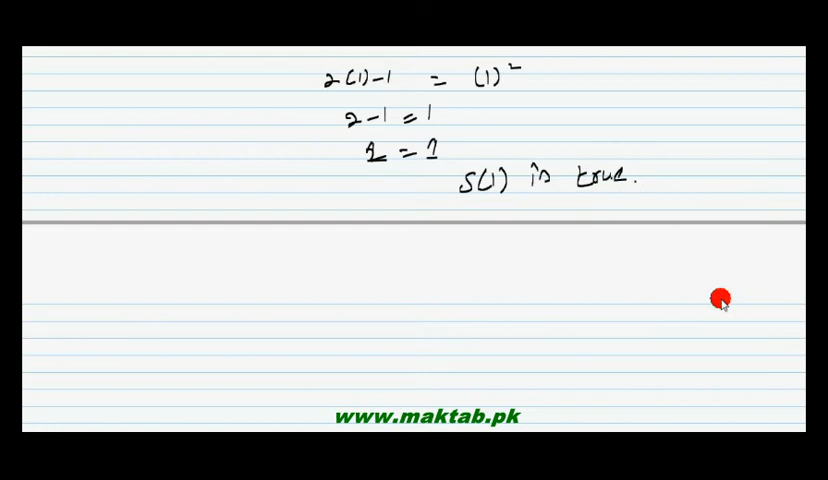 2(1)-1 = (1)²
2-1 = 1
1 = 1
S(1) is true.
www.maktab.pk